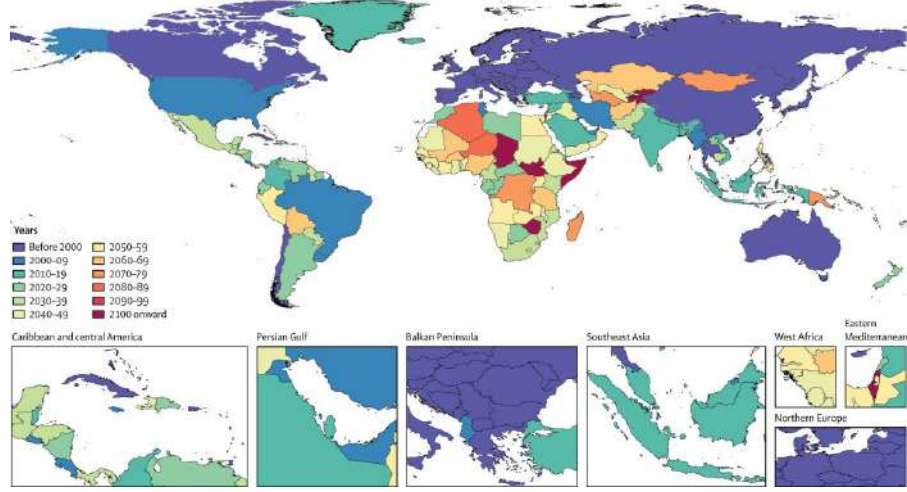 Years
Before 2000
2000–09
2010–19
2020–29
2030–39
2040–49
2050–59
2060–69
2070–79
2080–89
2090–99
2100 onward
Caribbean and central America
Persian Gulf
Balkan Peninsula
Southeast Asia
West Africa
Eastern
Mediterranean
Northern Europe